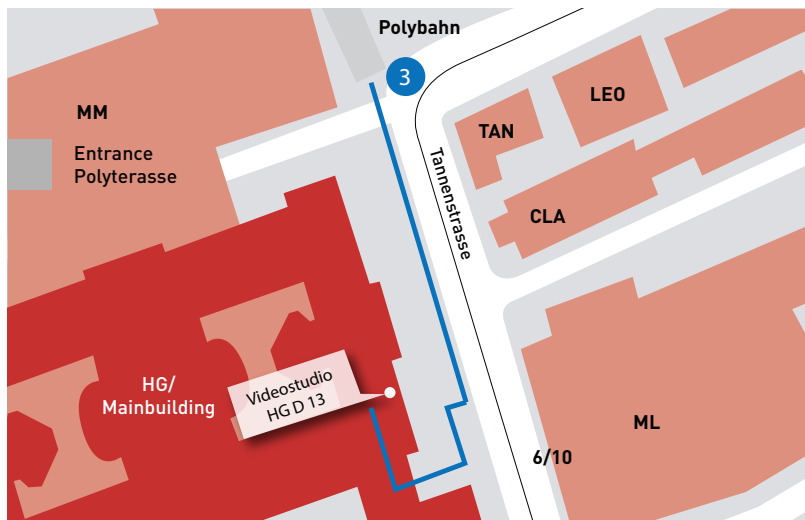 Polybahn
3
MM
LEO
TAN
Entrance
Polyterasse
Tannenstrasse
CLA
HG/
Mainbuilding
Videostudio
HG D 13
ML
6/10